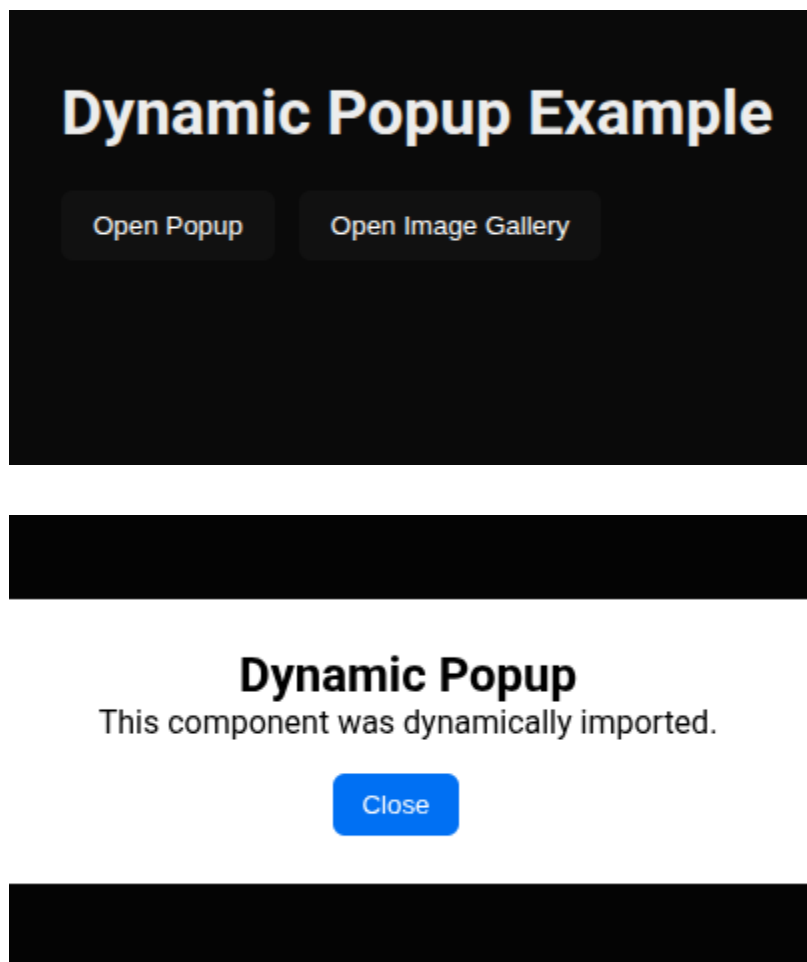 Dynamic Popup Example
Open Popup Open Image Gallery
Dynamic Popup
This component was dynamically imported.
Close